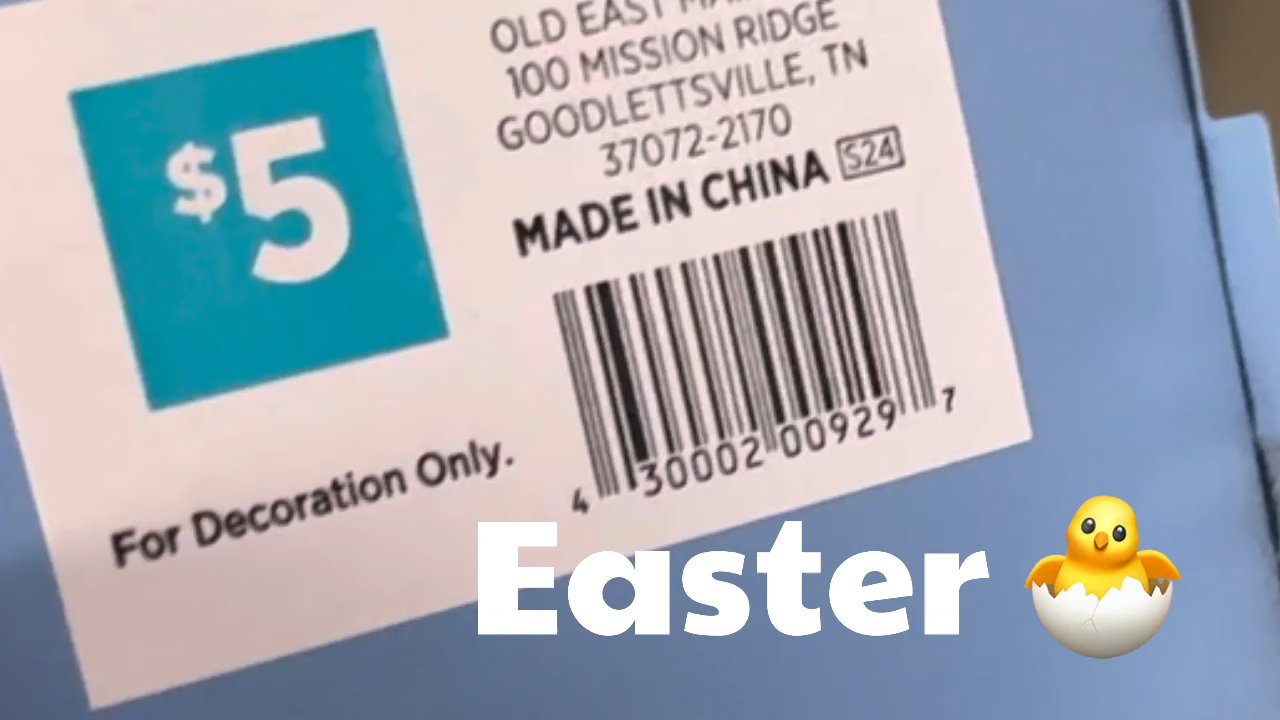 $5
OLD EAST
100 MISSION RIDGE
GOODLETTSVILLE, TN
37072-2170
MADE IN CHINA S24
4 30002 00929 7
For Decoration Only.
Easter 🐣